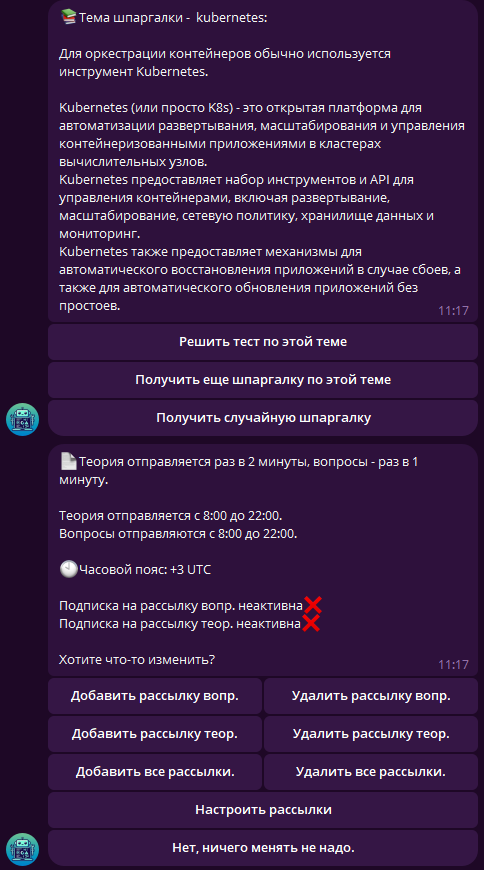 📚Тема шпаргалки - kubernetes:
Для оркестрации контейнеров обычно используется
инструмент Kubernetes.
Kubernetes (или просто K8s) - это открытая платформа для
автоматизации развертывания, масштабирования и управления
контейнеризованными приложениями в кластерах
вычислительных узлов.
Kubernetes предоставляет набор инструментов и API для
управления контейнерами, включая развертывание,
масштабирование, сетевую политику, хранилище данных и
мониторинг.
Kubernetes также предоставляет механизмы для
автоматического восстановления приложений в случае сбоев, а
также для автоматического обновления приложений без
простоев.
11:17
Решить тест по этой теме
Получить еще шпаргалку по этой теме
Получить случайную шпаргалку
Теория отправляется раз в 2 минуты, вопросы - раз в 1
минуту.
Теория отправляется с 8:00 до 22:00.
Вопросы отправляются с 8:00 до 22:00.
Часовой пояс: +3 UTC
Подписка на рассылку вопр. неактивна❌
Подписка на рассылку теор. неактивна❌
Хотите что-то изменить?
11:17
Добавить рассылку вопр.
Удалить рассылку вопр.
Добавить рассылку теор.
Удалить рассылку теор.
Добавить все рассылки.
Удалить все рассылки.
Настроить рассылки
Нет, ничего менять не надо.